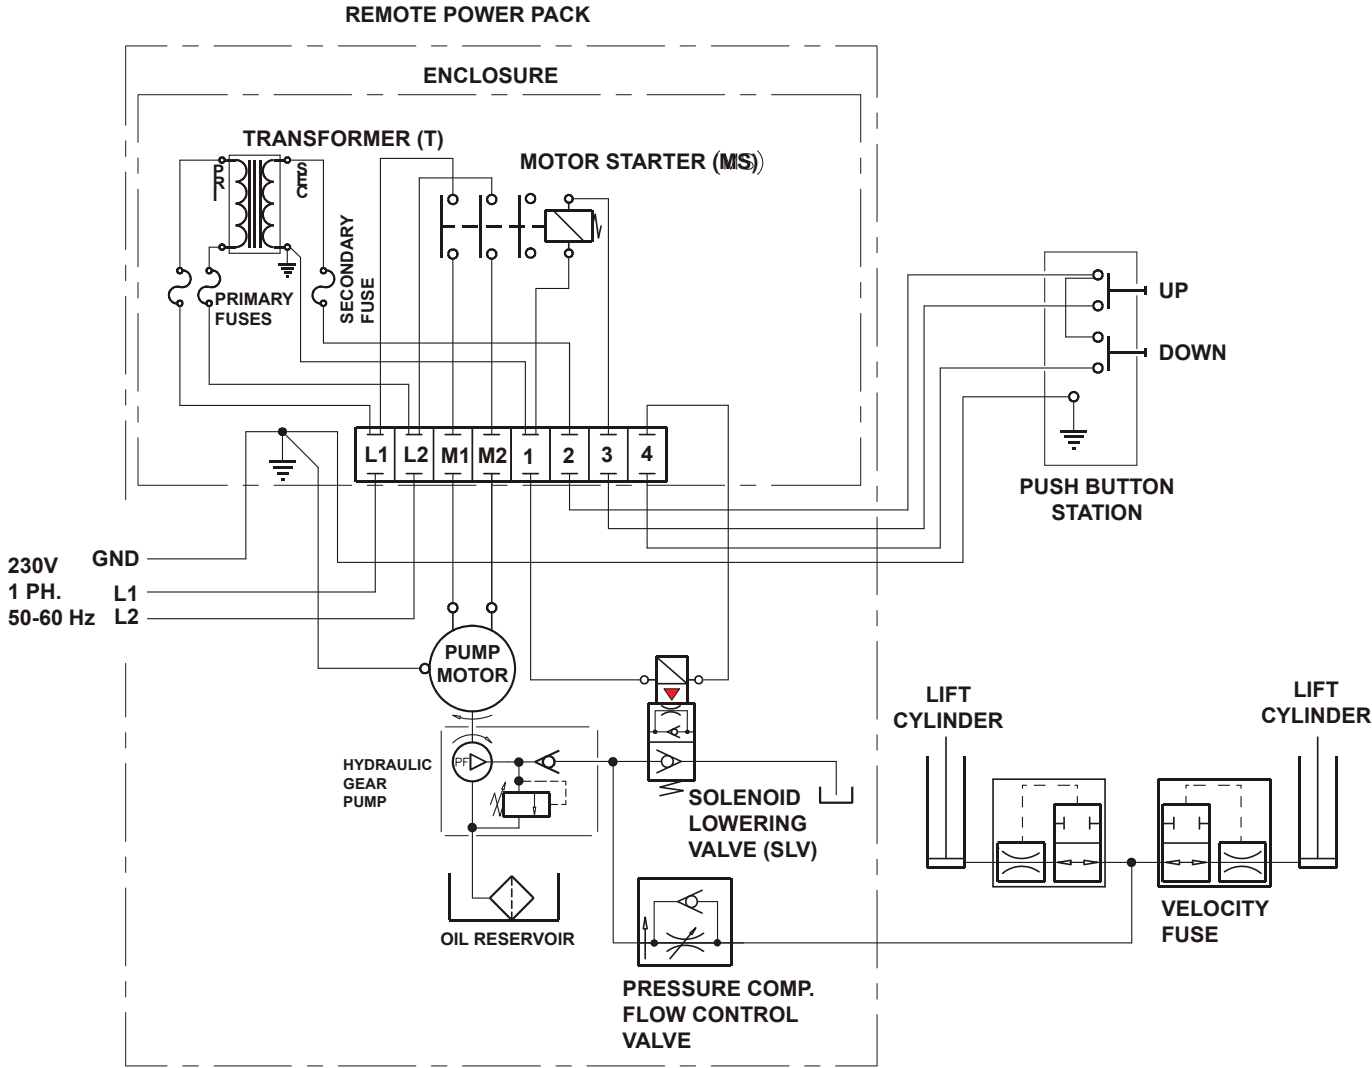 REMOTE POWER PACK
ENCLOSURE
TRANSFORMER (T)
MOTOR STARTER (MS)
PRI
SEC
PRIMARY
FUSES
SECONDARY
FUSE
UP
DOWN
L1 L2 M1 M2 1 2 3 4
PUSH BUTTON
STATION
230V
1 PH.
50-60 Hz
GND
L1
L2
PUMP
MOTOR
LIFT
CYLINDER
LIFT
CYLINDER
HYDRAULIC
GEAR
PUMP
PF
SOLENOID
LOWERING
VALVE (SLV)
VELOCITY
FUSE
OIL RESERVOIR
PRESSURE COMP.
FLOW CONTROL
VALVE